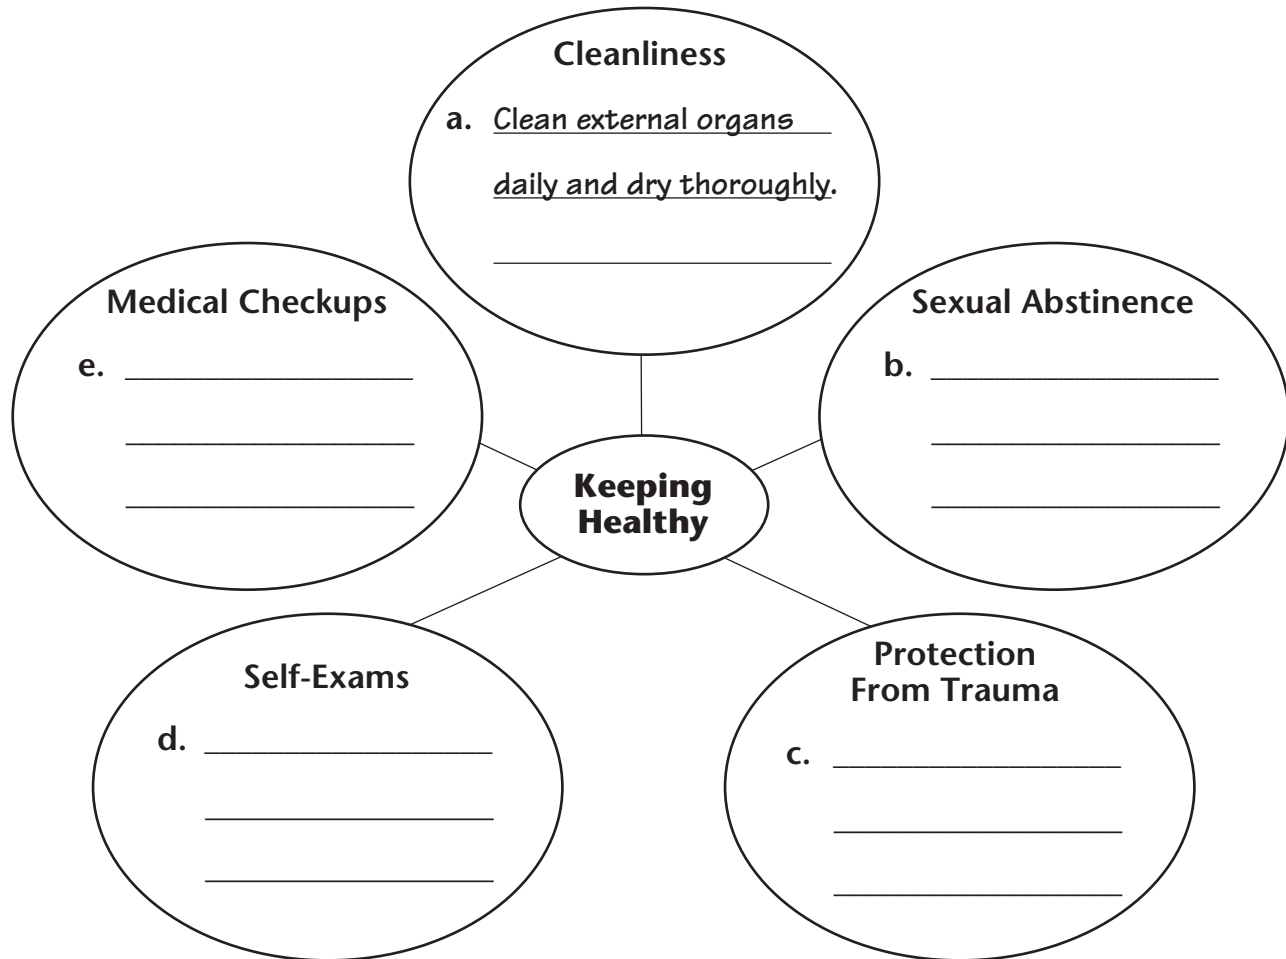 Cleanliness
a. Clean external organs
daily and dry thoroughly.
Medical Checkups
e.
Sexual Abstinence
b.
Keeping
Healthy
Self-Exams
d.
Protection
From Trauma
c.